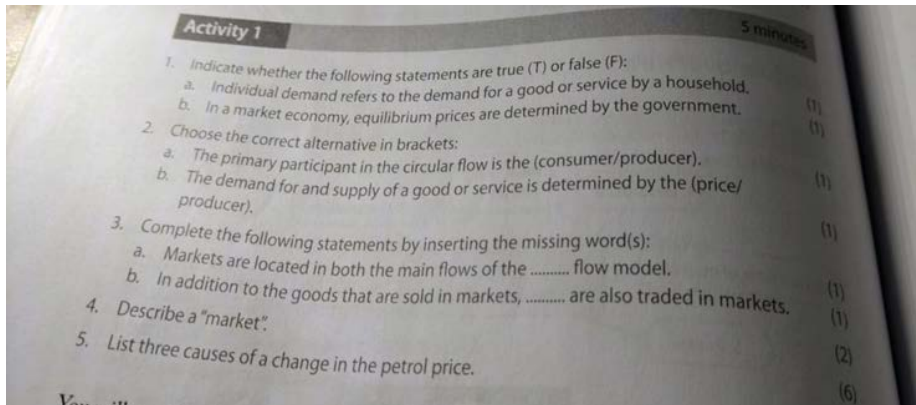 Activity 1
5 minutes
1. Indicate whether the following statements are true (T) or false (F):
a. Individual demand refers to the demand for a good or service by a household. (1)
b. In a market economy, equilibrium prices are determined by the government. (1)
2. Choose the correct alternative in brackets:
a. The primary participant in the circular flow is the (consumer/producer). (1)
b. The demand for and supply of a good or service is determined by the (price/
producer). (1)
3. Complete the following statements by inserting the missing word(s):
a. Markets are located in both the main flows of the .......... flow model. (1)
b. In addition to the goods that are sold in markets, .......... are also traded in markets. (1)
4. Describe a "market". (2)
5. List three causes of a change in the petrol price. (6)